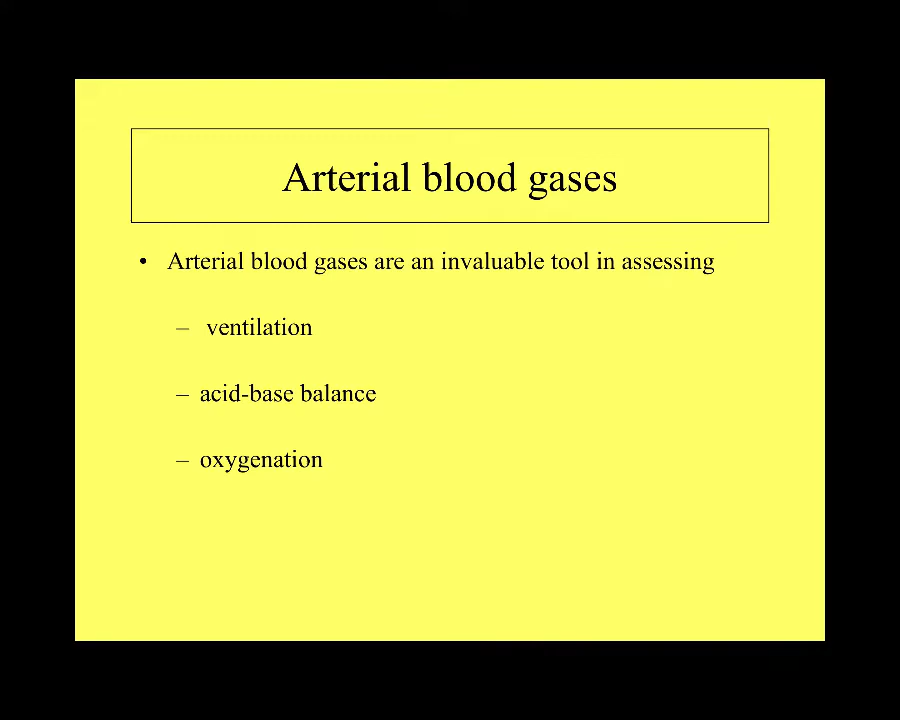 Arterial blood gases
• Arterial blood gases are an invaluable tool in assessing
– ventilation
– acid-base balance
– oxygenation